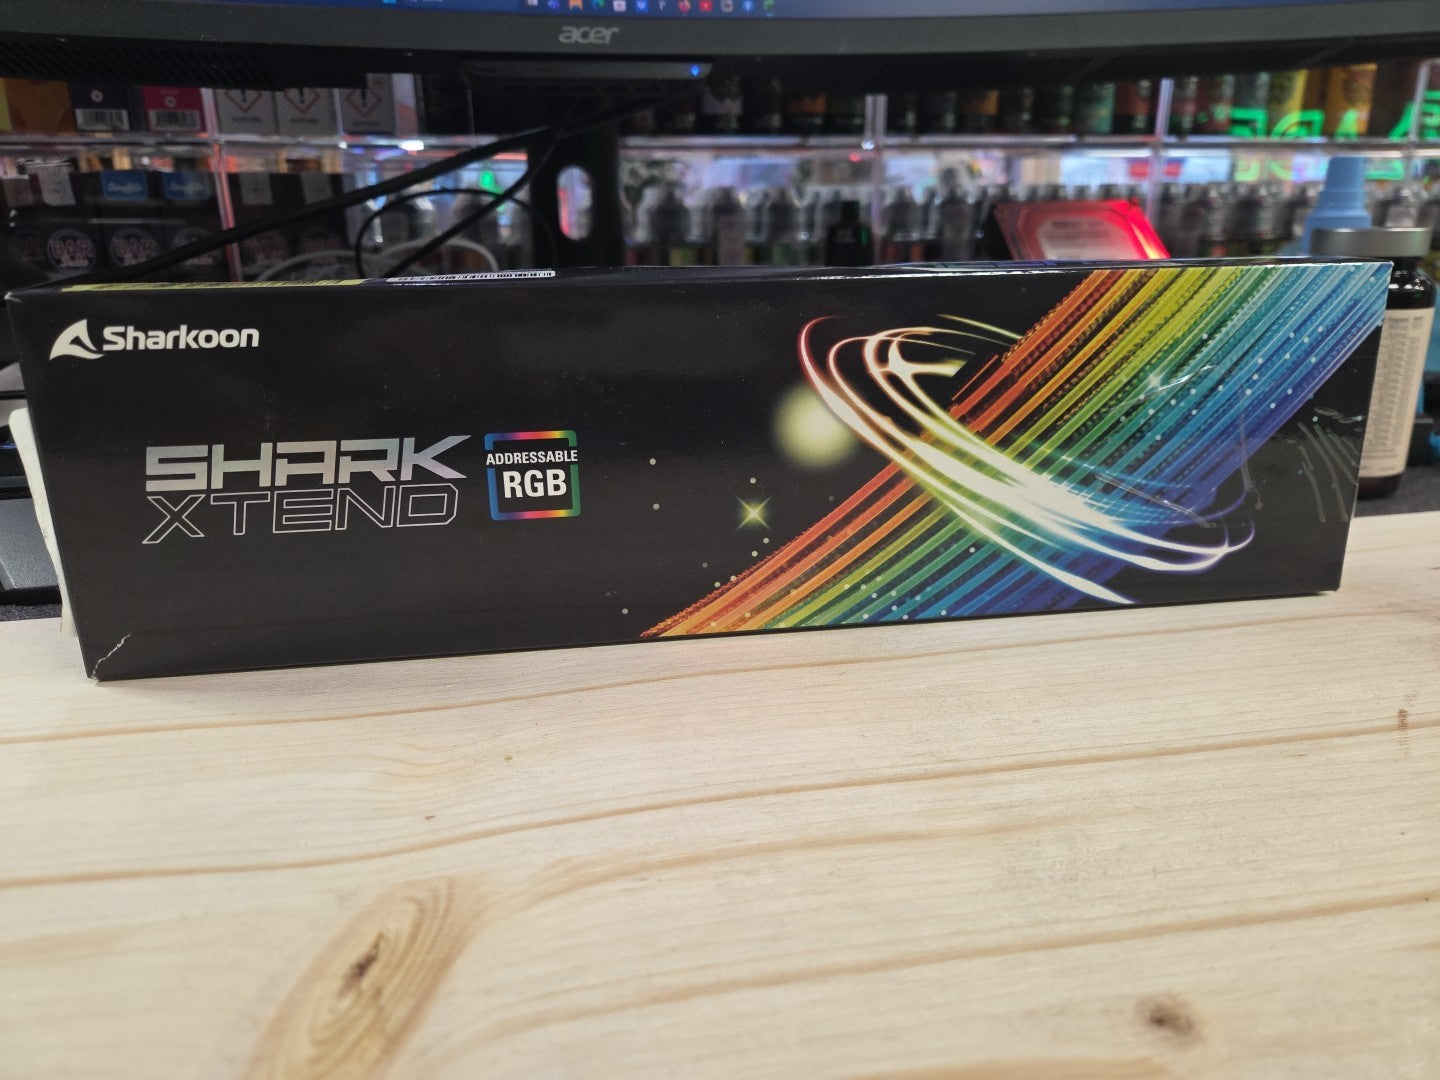 acer
Sharkoon
SHARK
XTEND
ADDRESSABLE
RGB